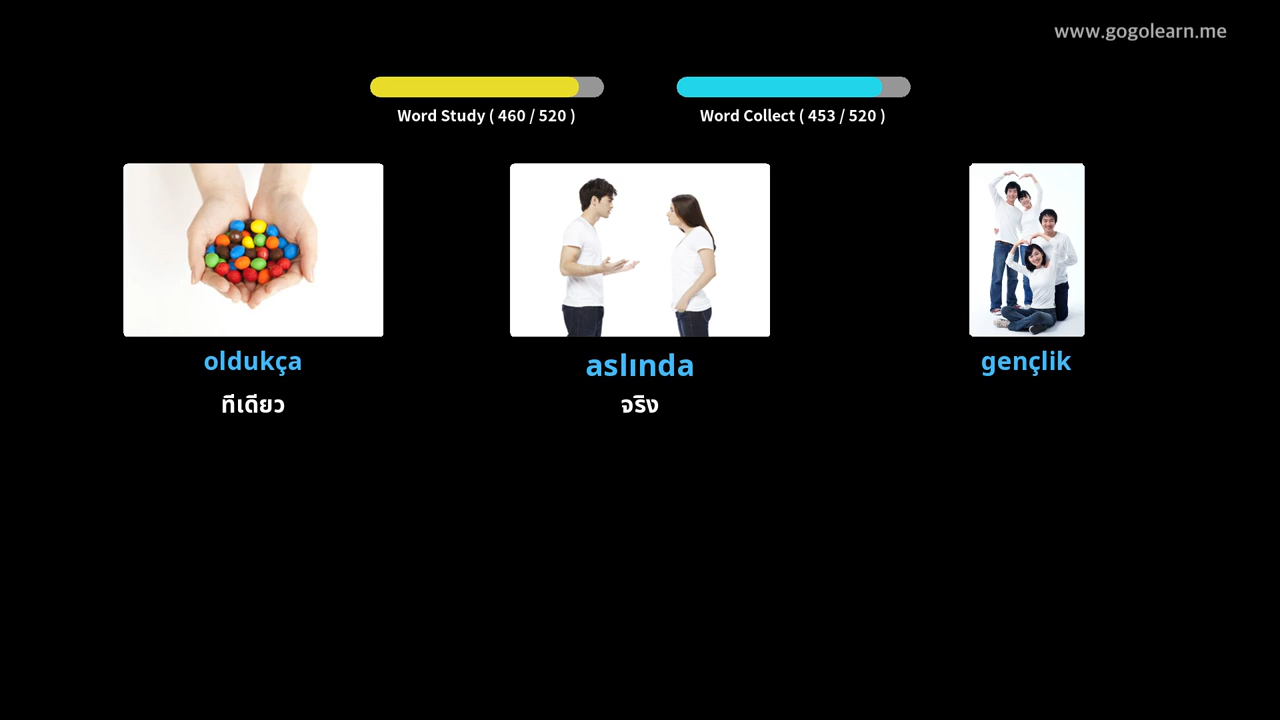 www.gogolearn.me
Word Study ( 460 / 520 )
Word Collect ( 453 / 520 )
oldukça
aslında
gençlik
ทีเดียว
จริง